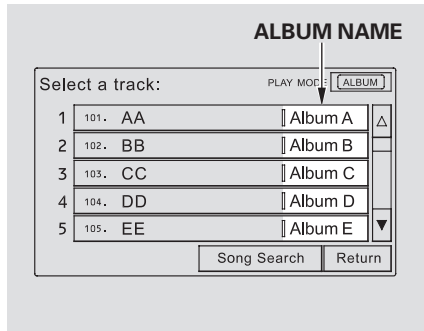 ALBUM NAME
Select a track: PLAY MODE [ALBUM]
1 101. AA Album A △
2 102. BB Album B
3 103. CC Album C
4 104. DD Album D
5 105. EE Album E ▼
Song Search Return